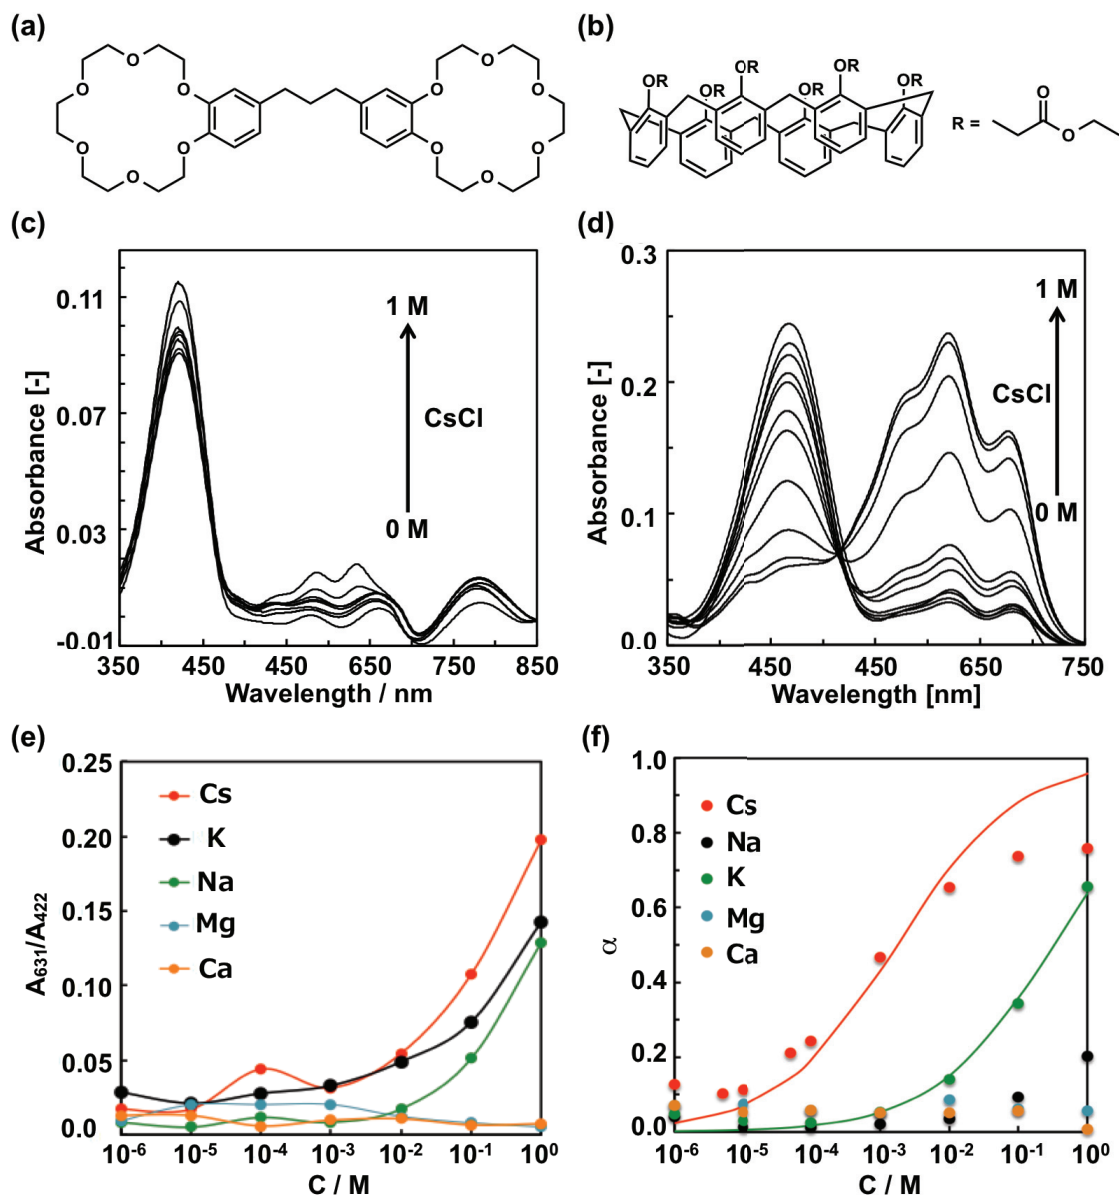 (a)
O O O O O O O O O O O O
(b)
OR OR OR OR OR OR
R = O O
(c)
Absorbance [-]
0.11
0.07
0.03
-0.01
1 M
CsCl
0 M
350 450 550 650 750 850
Wavelength / nm
(d)
Absorbance [-]
0.3
0.2
0.1
0.0
1 M
CsCl
0 M
350 450 450 650 750
Wavelength [nm]
(e)
A631/A422
0.25
0.20
0.15
0.10
0.05
0.0
Cs
K
Na
Mg
Ca
10-6 10-5 10-4 10-3 10-2 10-1 100
C / M
(f)
α
1.0
0.8
0.6
0.4
0.2
0.0
Cs
Na
K
Mg
Ca
10-6 10-5 10-4 10-3 10-2 10-1 100
C / M